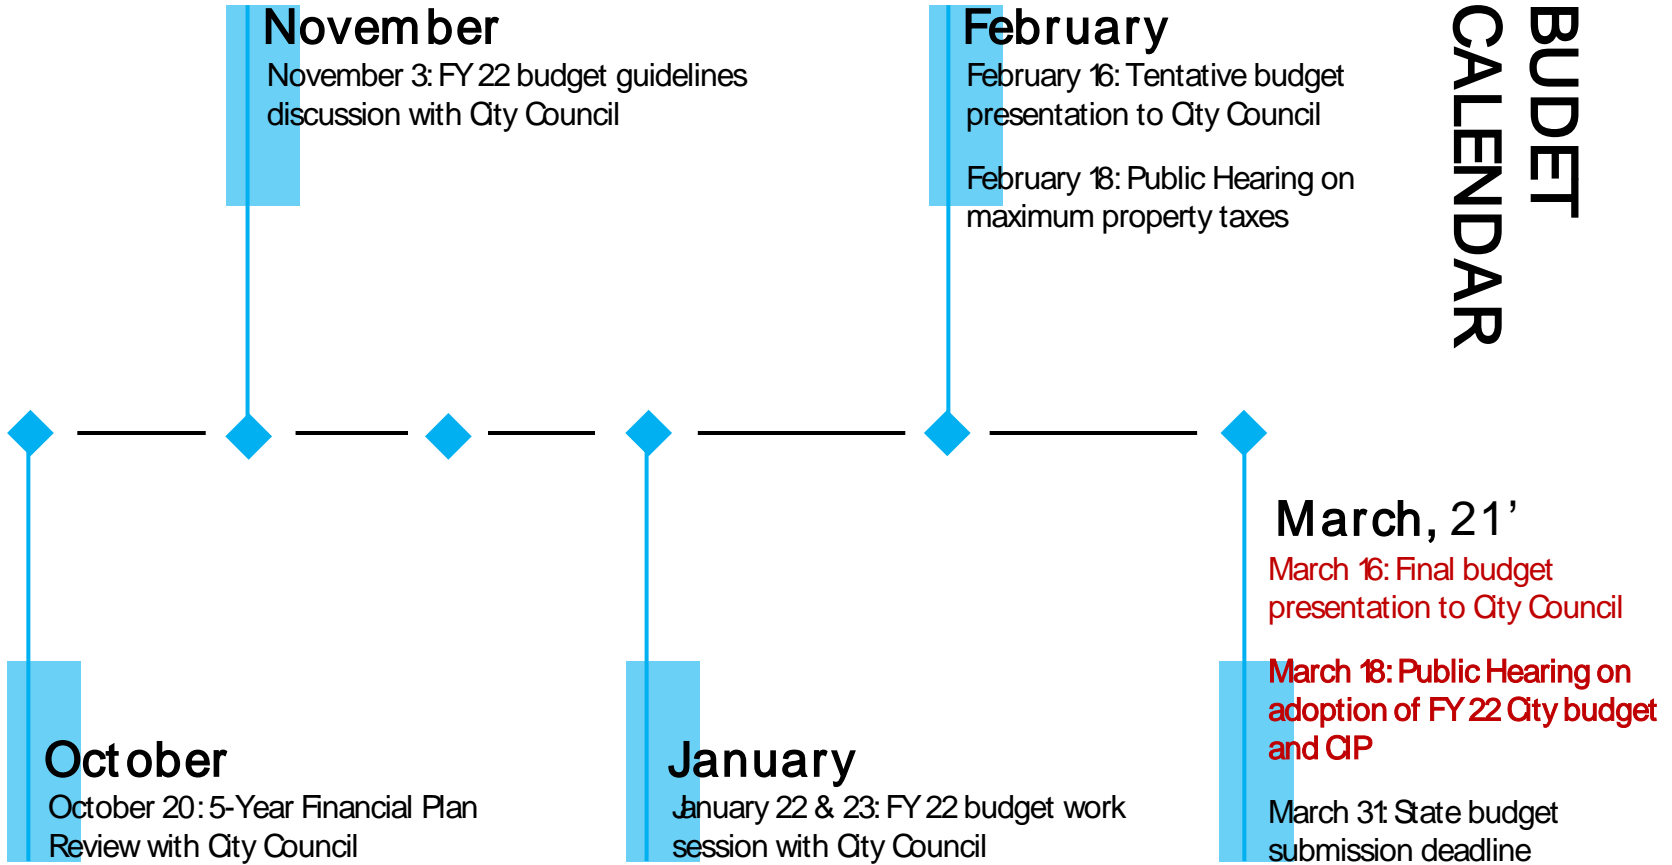 BUDET
CALENDAR
November
November 3: FY 22 budget guidelines
discussion with City Council
February
February 16: Tentative budget
presentation to City Council
February 18: Public Hearing on
maximum property taxes
October
October 20: 5-Year Financial Plan
Review with City Council
January
January 22 & 23: FY 22 budget work
session with City Council
March, 21’
March 16: Final budget
presentation to City Council
March 18: Public Hearing on
adoption of FY 22 City budget
and CIP
March 31: State budget
submission deadline